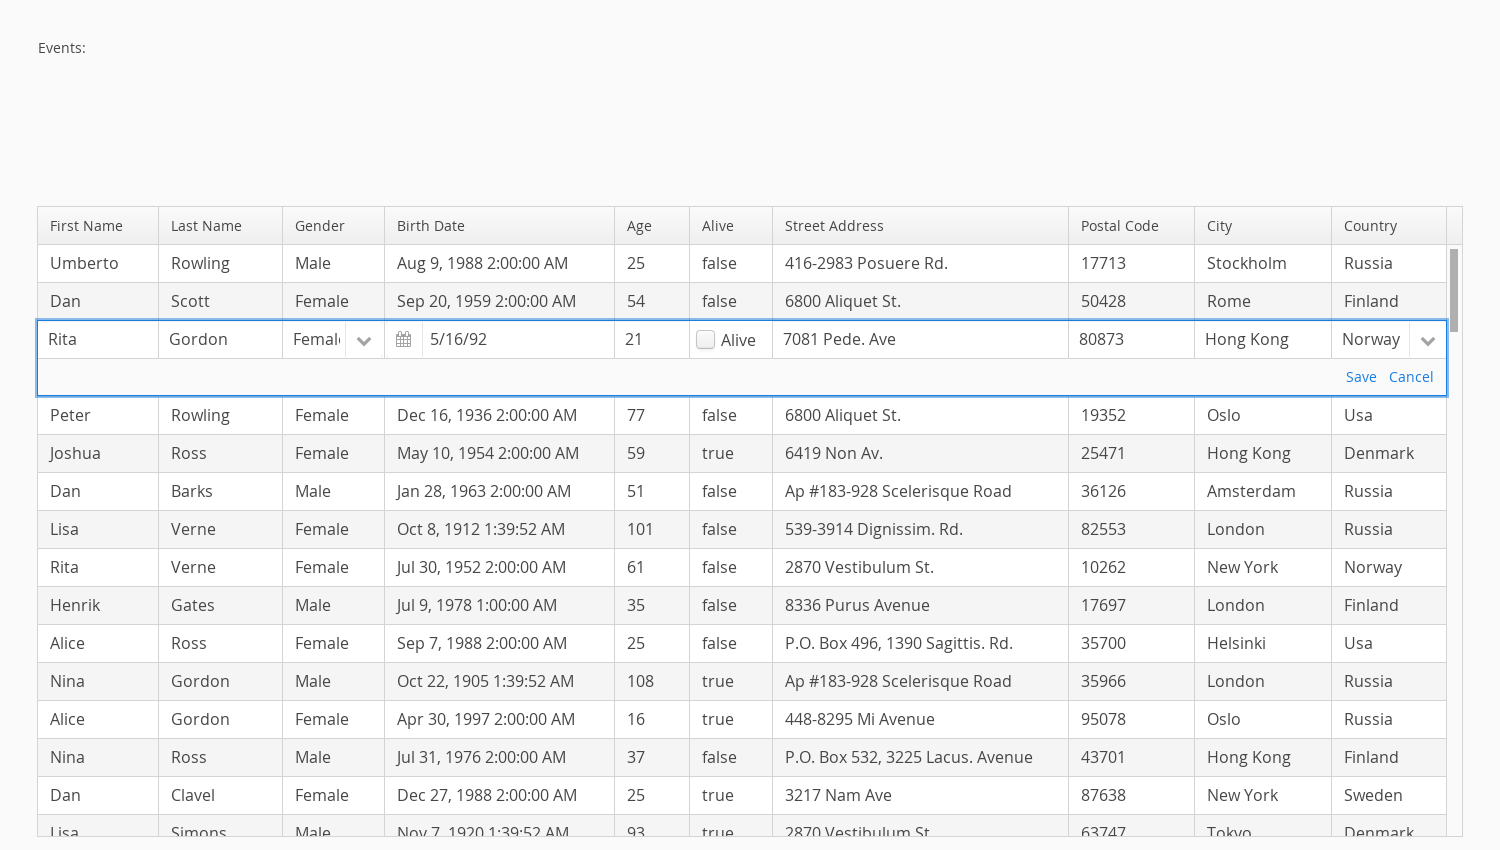 Events:
First Name Last Name Gender Birth Date Age Alive Street Address Postal Code City Country
Umberto Rowling Male Aug 9, 1988 2:00:00 AM 25 false 416-2983 Posuere Rd. 17713 Stockholm Russia
Dan Scott Female Sep 20, 1959 2:00:00 AM 54 false 6800 Aliquet St. 50428 Rome Finland
Rita Gordon Female 5/16/92 21 Alive 7081 Pede. Ave 80873 Hong Kong Norway
Save Cancel
Peter Rowling Female Dec 16, 1936 2:00:00 AM 77 false 6800 Aliquet St. 19352 Oslo Usa
Joshua Ross Female May 10, 1954 2:00:00 AM 59 true 6419 Non Av. 25471 Hong Kong Denmark
Dan Barks Male Jan 28, 1963 2:00:00 AM 51 false Ap #183-928 Scelerisque Road 36126 Amsterdam Russia
Lisa Verne Female Oct 8, 1912 1:39:52 AM 101 false 539-3914 Dignissim. Rd. 82553 London Russia
Rita Verne Female Jul 30, 1952 2:00:00 AM 61 false 2870 Vestibulum St. 10262 New York Norway
Henrik Gates Male Jul 9, 1978 1:00:00 AM 35 false 8336 Purus Avenue 17697 London Finland
Alice Ross Female Sep 7, 1988 2:00:00 AM 25 false P.O. Box 496, 1390 Sagittis. Rd. 35700 Helsinki Usa
Nina Gordon Male Oct 22, 1905 1:39:52 AM 108 true Ap #183-928 Scelerisque Road 35966 London Russia
Alice Gordon Female Apr 30, 1997 2:00:00 AM 16 true 448-8295 Mi Avenue 95078 Oslo Russia
Nina Ross Male Jul 31, 1976 2:00:00 AM 37 false P.O. Box 532, 3225 Lacus. Avenue 43701 Hong Kong Finland
Dan Clavel Female Dec 27, 1988 2:00:00 AM 25 true 3217 Nam Ave 87638 New York Sweden
Lisa Simons Male Nov 7, 1920 1:39:52 AM 93 true 2870 Vestibulum St. 63747 Tokyo Denmark